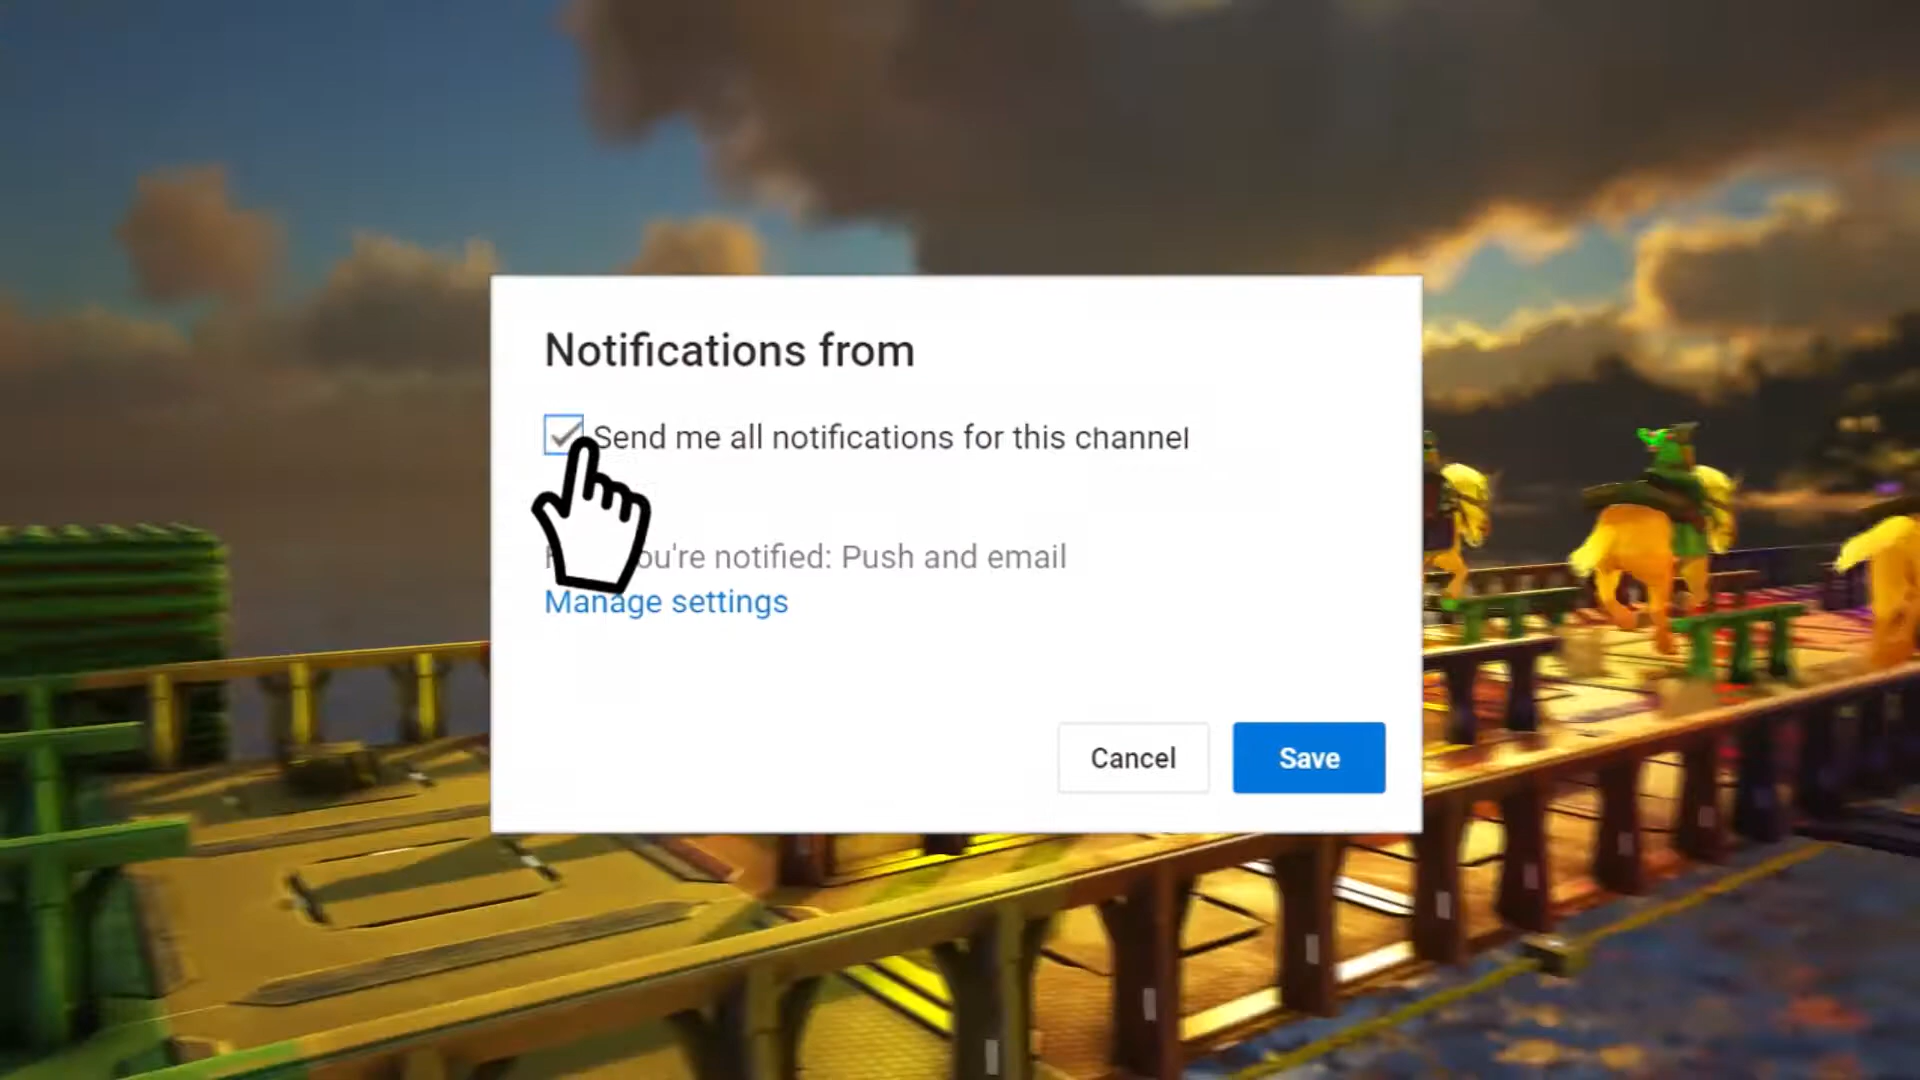 Notifications from
Send me all notifications for this channel
ou're notified: Push and email
Manage settings
Cancel
Save